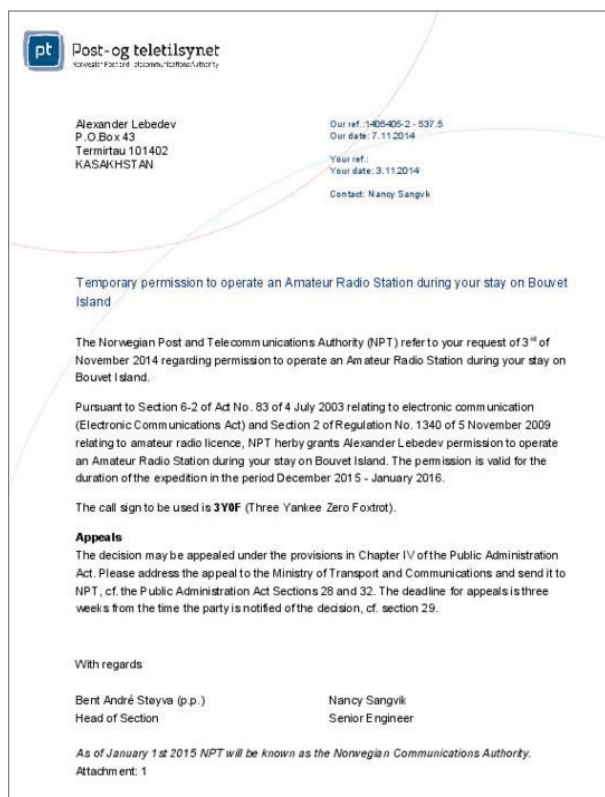 pt
Post- og teletilsynet
Norwegian Post and Telecommunications Authority
Alexander Lebedev
P.O.Box 43
Termirtau 101402
KASAKHSTAN
Our ref.:1405405-2 - 537.5
Our date: 7.11.2014
Your ref.:
Your date: 3.11.2014
Contact: Nancy Sangvik
Temporary permission to operate an Amateur Radio Station during your stay on Bouvet
Island
The Norwegian Post and Telecommunications Authority (NPT) refer to your request of 3rd of
November 2014 regarding permission to operate an Amateur Radio Station during your stay on
Bouvet Island.
Pursuant to Section 6-2 of Act No. 83 of 4 July 2003 relating to electronic communication
(Electronic Communications Act) and Section 2 of Regulation No. 1340 of 5 November 2009
relating to amateur radio licence, NPT herby grants Alexander Lebedev permission to operate
an Amateur Radio Station during your stay on Bouvet Island. The permission is valid for the
duration of the expedition in the period December 2015 - January 2016.
The call sign to be used is 3Y0F (Three Yankee Zero Foxtrot).
Appeals
The decision may be appealed under the provisions in Chapter IV of the Public Administration
Act. Please address the appeal to the Ministry of Transport and Communications and send it to
NPT, cf. the Public Administration Act Sections 28 and 32. The deadline for appeals is three
weeks from the time the party is notified of the decision, cf. section 29.
With regards
Bent André Støyva (p.p.)
Head of Section
Nancy Sangvik
Senior Engineer
As of January 1st 2015 NPT will be known as the Norwegian Communications Authority.
Attachment: 1